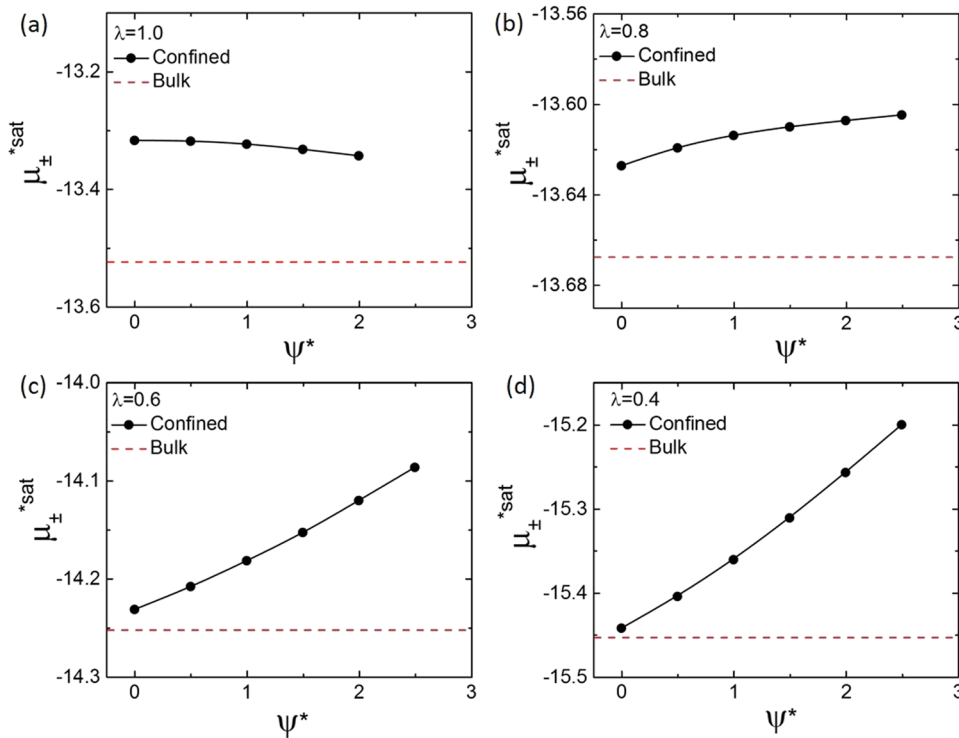 (a)
λ=1.0
Confined
Bulk
-13.2
-13.4
-13.6
μ±*sat
0 1 2 3
ψ*
(b)
λ=0.8
Confined
Bulk
-13.56
-13.60
-13.64
-13.68
μ±*sat
0 1 2 3
ψ*
(c)
λ=0.6
Confined
Bulk
-14.0
-14.1
-14.2
-14.3
μ±*sat
0 1 2 3
ψ*
(d)
λ=0.4
Confined
Bulk
-15.2
-15.3
-15.4
-15.5
μ±*sat
0 1 2 3
ψ*